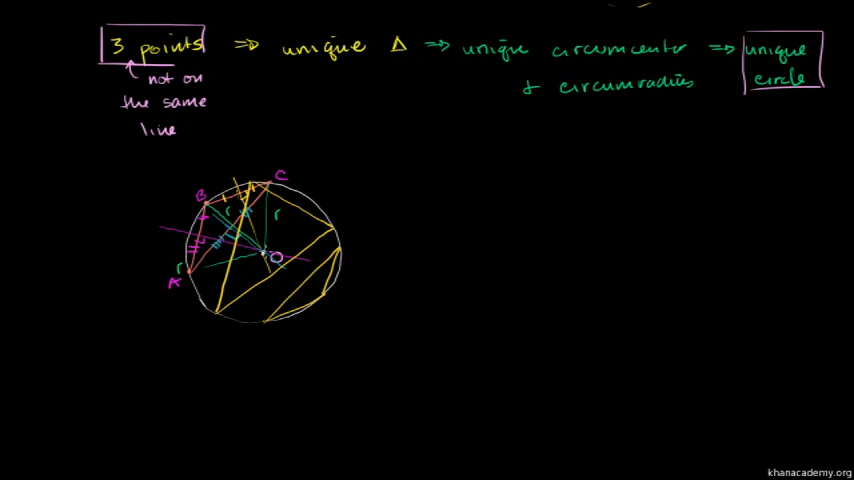 3 points ⇒ unique Δ ⇒ unique circumcenter ⇒ unique
+ circumradius circle
not on
the same
line
C
B
r r
O
r
A
khanacademy.org